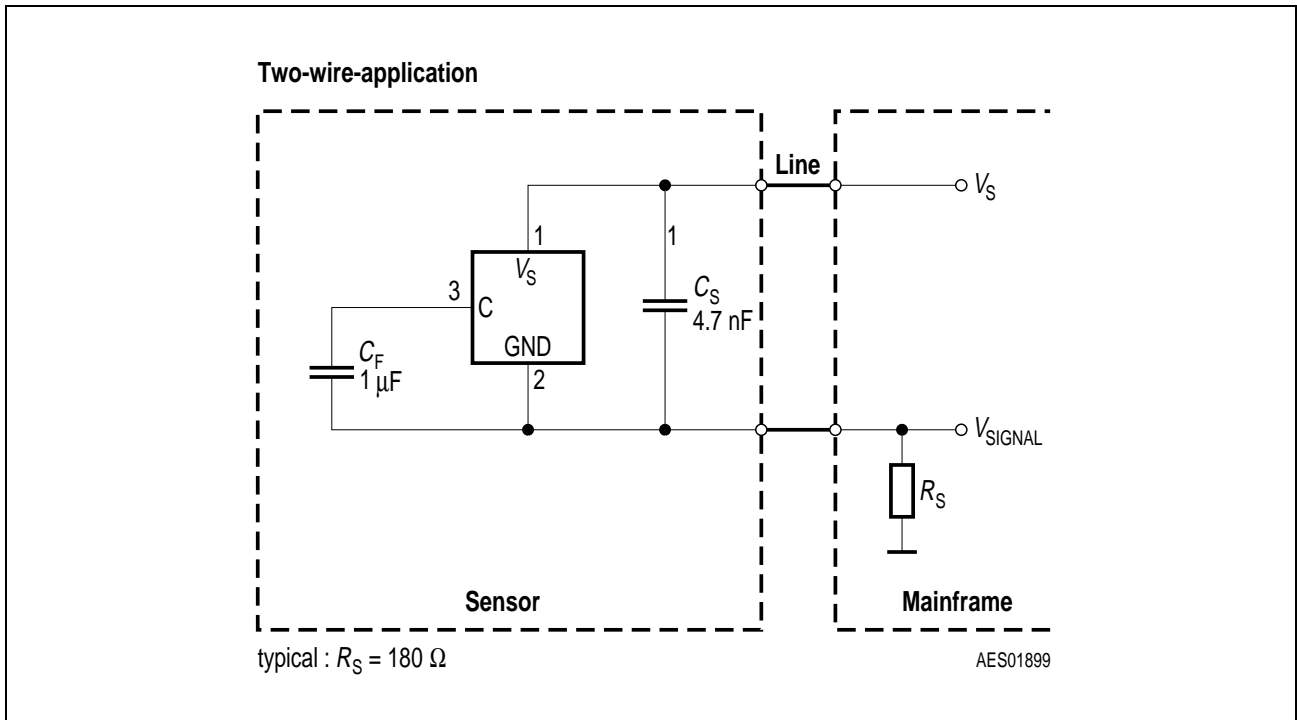 Two-wire-application
Line
V_S
1
1
V_S
3
C
C_S
4.7 nF
GND
C_F
1 µF
2
V_SIGNAL
R_S
Sensor
Mainframe
typical : R_S = 180 Ω
AES01899